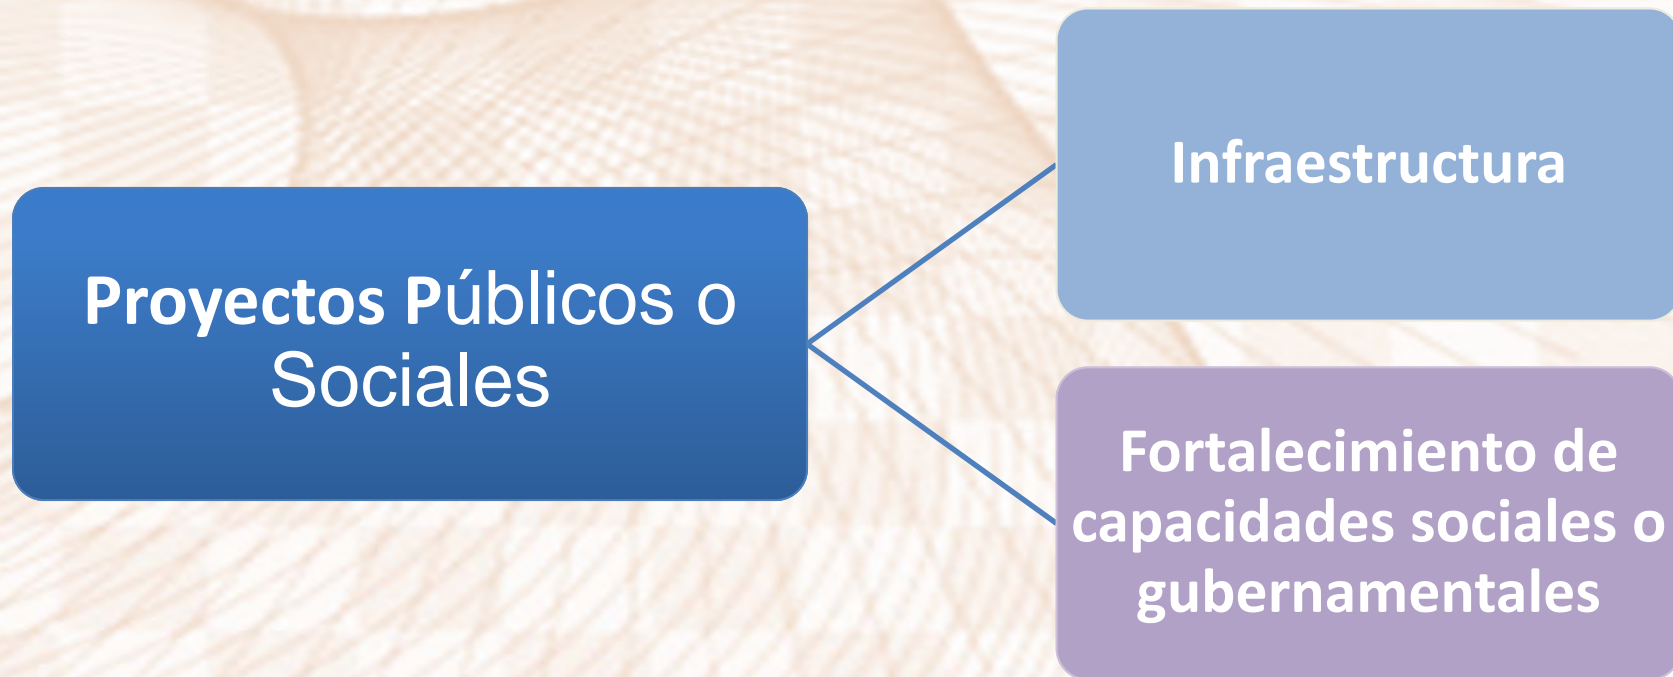 Proyectos Públicos o
Sociales
Infraestructura
Fortalecimiento de
capacidades sociales o
gubernamentales